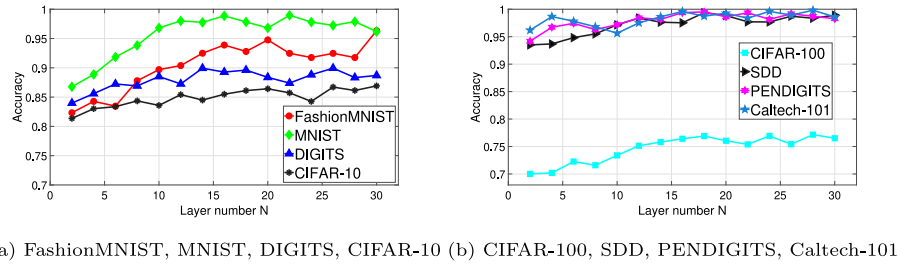 1
0.95
0.9
0.85
0.8
0.75
0.7
Accuracy
0 5 10 15 20 25 30
Layer number N
FashionMNIST
MNIST
DIGITS
CIFAR-10
1
0.95
0.9
0.85
0.8
0.75
0.7
Accuracy
0 5 10 15 20 25 30
Layer number N
CIFAR-100
SDD
PENDIGITS
Caltech-101
a) FashionMNIST, MNIST, DIGITS, CIFAR-10 (b) CIFAR-100, SDD, PENDIGITS, Caltech-101